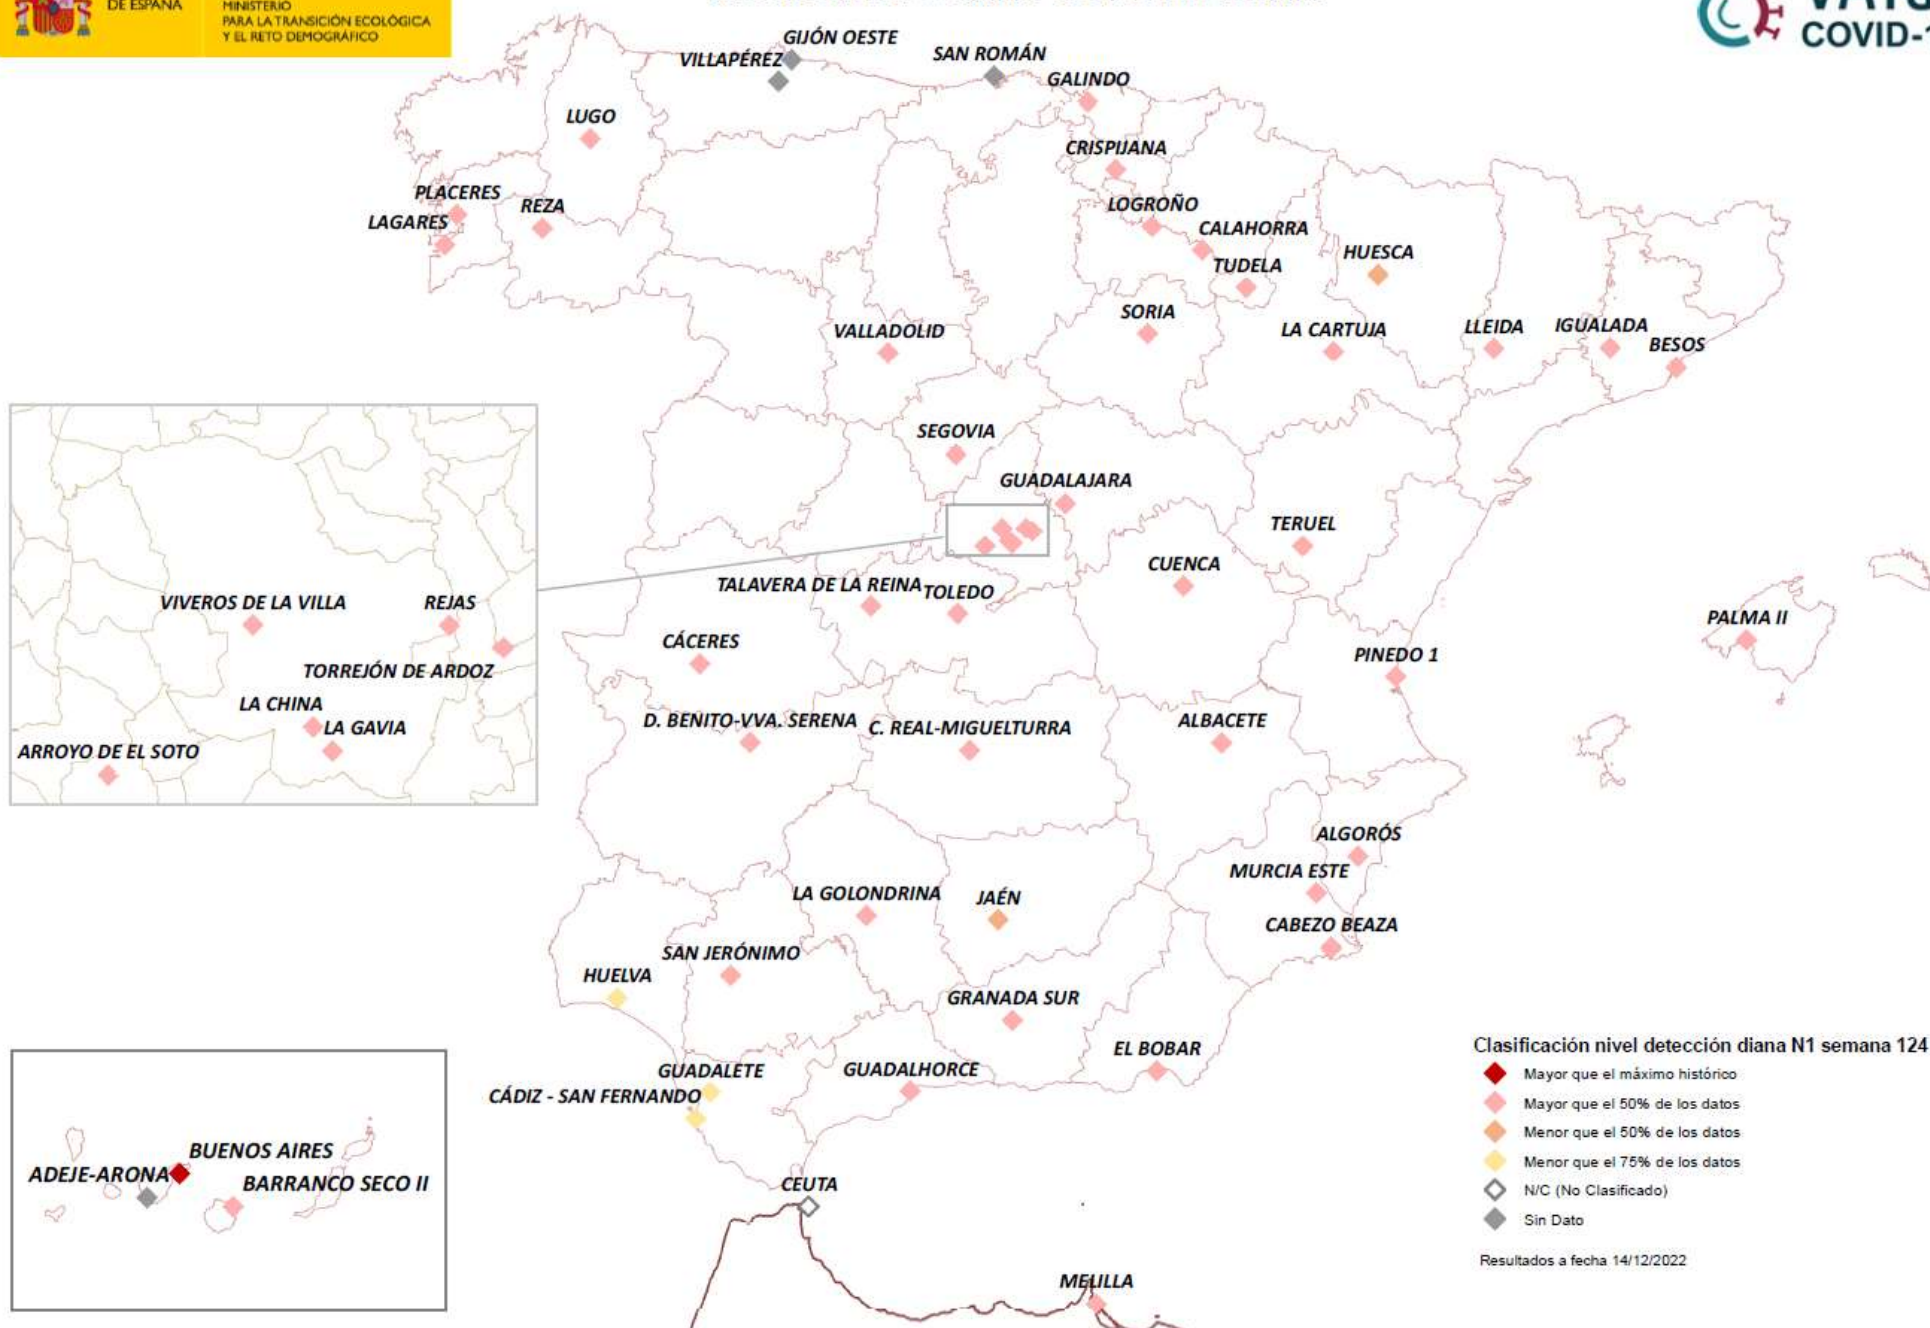 DE ESPAÑA
MINISTERIO
PARA LA TRANSICIÓN ECOLÓGICA
Y EL RETO DEMOGRÁFICO
COVID-1
GIJÓN OESTE
VILLAPÉREZ
SAN ROMÁN
GALINDO
LUGO
CRISPIJANA
PLACERES
REZA
LOGROÑO
LAGARES
CALAHORRA
HUESCA
TUDELA
SORIA
VALLADOLID
LA CARTUJA
LLEIDA
IGUALADA
BESOS
SEGOVIA
GUADALAJARA
TERUEL
CUENCA
TALAVERA DE LA REINA
TOLEDO
VIVEROS DE LA VILLA
REJAS
PALMA II
CÁCERES
PINEDO 1
TORREJÓN DE ARDOZ
LA CHINA
D. BENITO-VVA. SERENA
C. REAL-MIGUELTURRA
ALBACETE
LA GAVIA
ARROYO DE EL SOTO
ALGORÓS
MURCIA ESTE
LA GOLONDRINA
JAÉN
CABEZO BEAZA
SAN JERÓNIMO
HUELVA
GRANADA SUR
EL BOBAR
GUADALETE
GUADALHORCE
CÁDIZ - SAN FERNANDO
BUENOS AIRES
ADEJE-ARONA
BARRANCO SECO II
CEUTA
MELILLA
Clasificación nivel detección diana N1 semana 124
Mayor que el máximo histórico
Mayor que el 50% de los datos
Menor que el 50% de los datos
Menor que el 75% de los datos
N/C (No Clasificado)
Sin Dato
Resultados a fecha 14/12/2022